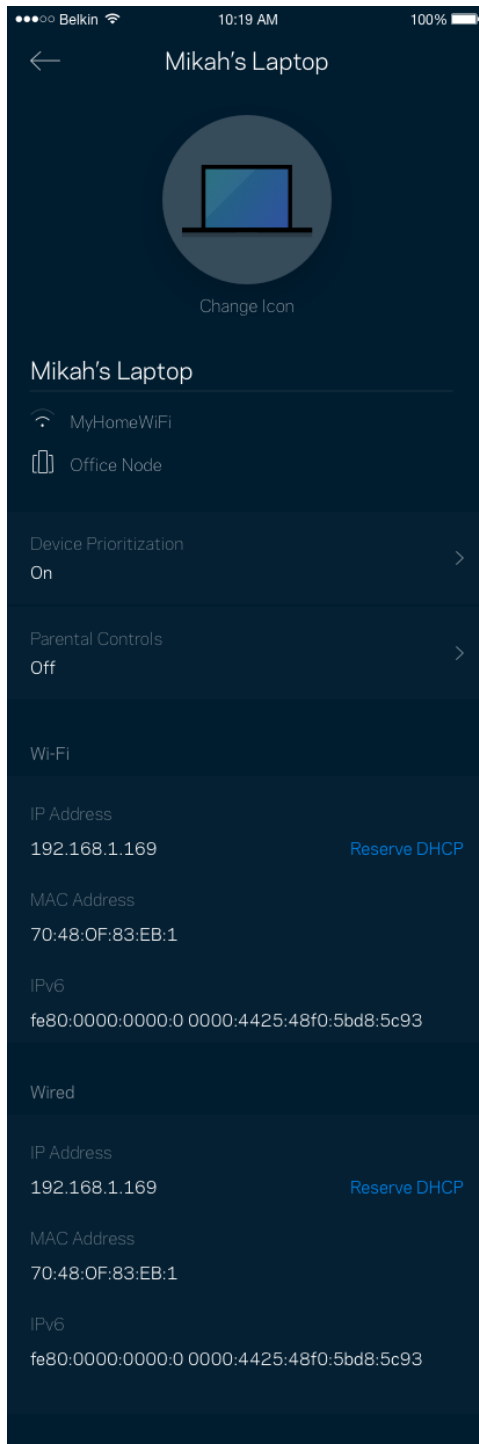 Belkin 10:19 AM 100%
Mikah's Laptop
Change Icon
Mikah's Laptop
MyHomeWiFi
Office Node
Device Prioritization
On
Parental Controls
Off
Wi-Fi
IP Address
192.168.1.169 Reserve DHCP
MAC Address
70:48:0F:83:EB:1
IPv6
fe80:0000:0000:0 0000:4425:48f0:5bd8:5c93
Wired
IP Address
192.168.1.169 Reserve DHCP
MAC Address
70:48:0F:83:EB:1
IPv6
fe80:0000:0000:0 0000:4425:48f0:5bd8:5c93